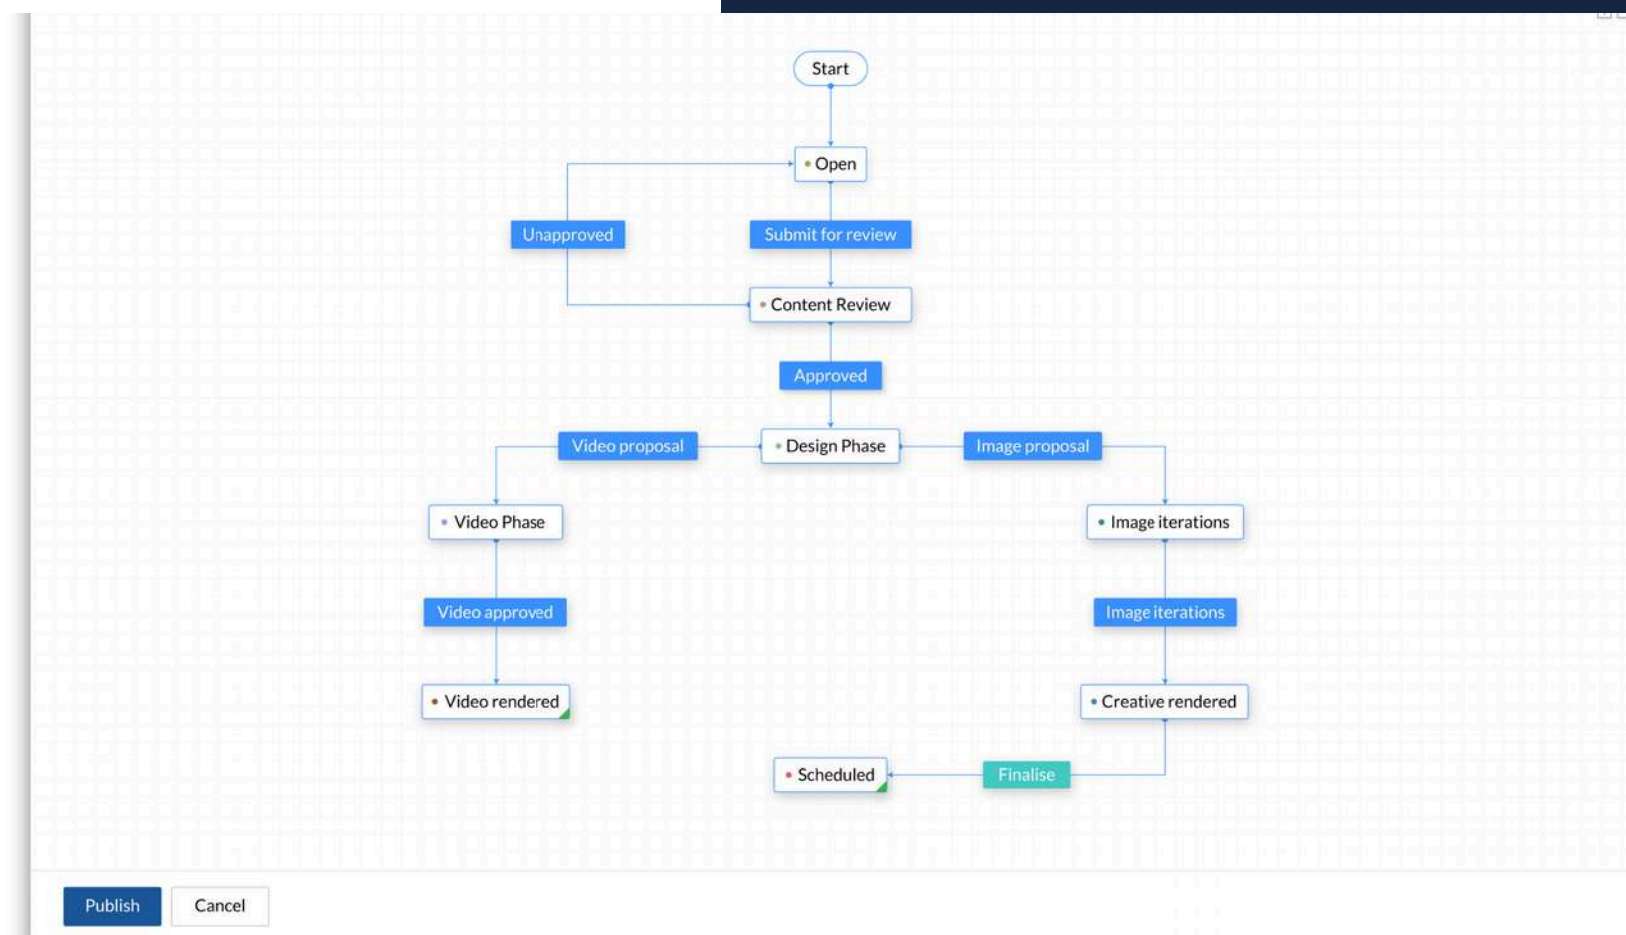 Start
Open
Unapproved
Submit for review
Content Review
Approved
Video proposal
Design Phase
Image proposal
Video Phase
Image iterations
Video approved
Image iterations
Video rendered
Creative rendered
Scheduled
Finalise
Publish
Cancel